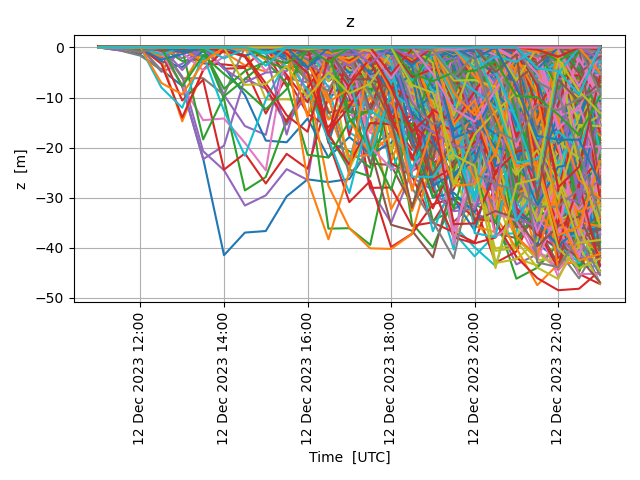 z
0
−10
−20
−30
−40
−50
z  [m]
12 Dec 2023 12:00
12 Dec 2023 14:00
12 Dec 2023 16:00
12 Dec 2023 18:00
12 Dec 2023 20:00
12 Dec 2023 22:00
Time  [UTC]